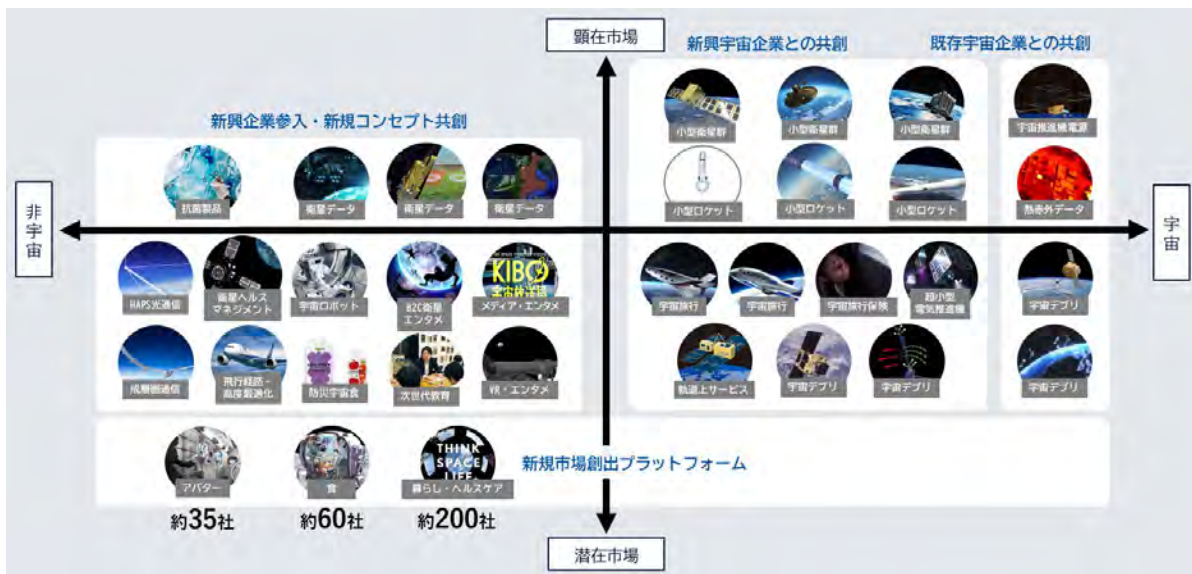 顕在市場
新興宇宙企業との共創
既存宇宙企業との共創
小型衛星群
小型衛星群
小型衛星群
宇宙推進機電源
新興企業参入・新規コンセプト共創
抗菌製品
衛星データ
衛星データ
衛星データ
小型ロケット
小型ロケット
小型ロケット
熱赤外データ
非宇宙
宇宙
HAPS光通信
衛星ヘルス
マネジメント
宇宙ロボット
B2C衛星
エンタメ
KIBO
宇宙放送局
メディア・エンタメ
宇宙旅行
宇宙旅行
宇宙旅行保険
超小型
電気推進機
宇宙デブリ
成層圏通信
飛行経路・
高度最適化
防災宇宙食
次世代教育
VR・エンタメ
軌道上サービス
宇宙デブリ
宇宙デブリ
宇宙デブリ
アバター
食
THINK
SPACE
LIFE
暮らし・ヘルスケア
新規市場創出プラットフォーム
約35社
約60社
約200社
潜在市場